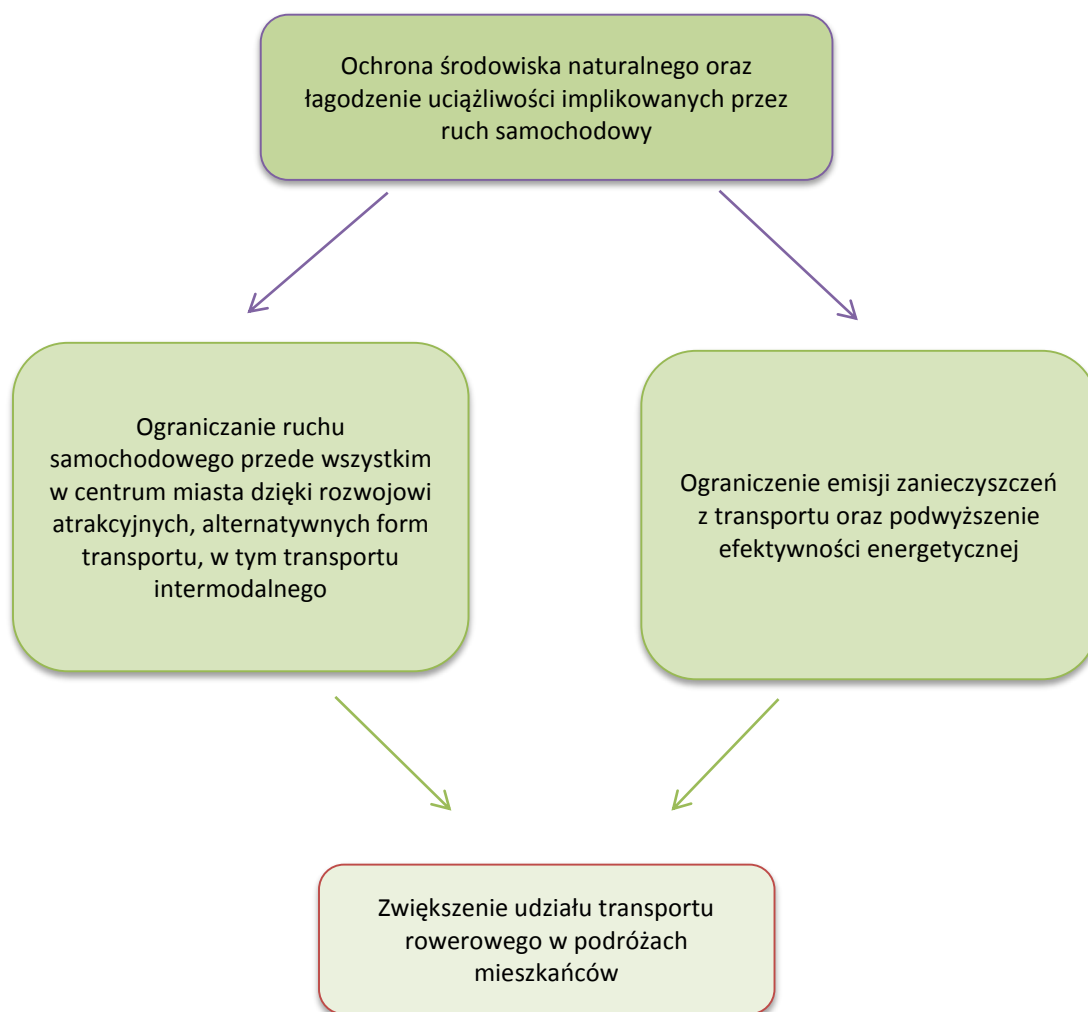 Ochrona środowiska naturalnego oraz
łagodzenie uciążliwości implikowanych przez
ruch samochodowy
Ograniczanie ruchu
samochodowego przede wszystkim
w centrum miasta dzięki rozwojowi
atrakcyjnych, alternatywnych form
transportu, w tym transportu
intermodalnego
Ograniczenie emisji zanieczyszczeń
z transportu oraz podwyższenie
efektywności energetycznej
Zwiększenie udziału transportu
rowerowego w podróżach
mieszkańców